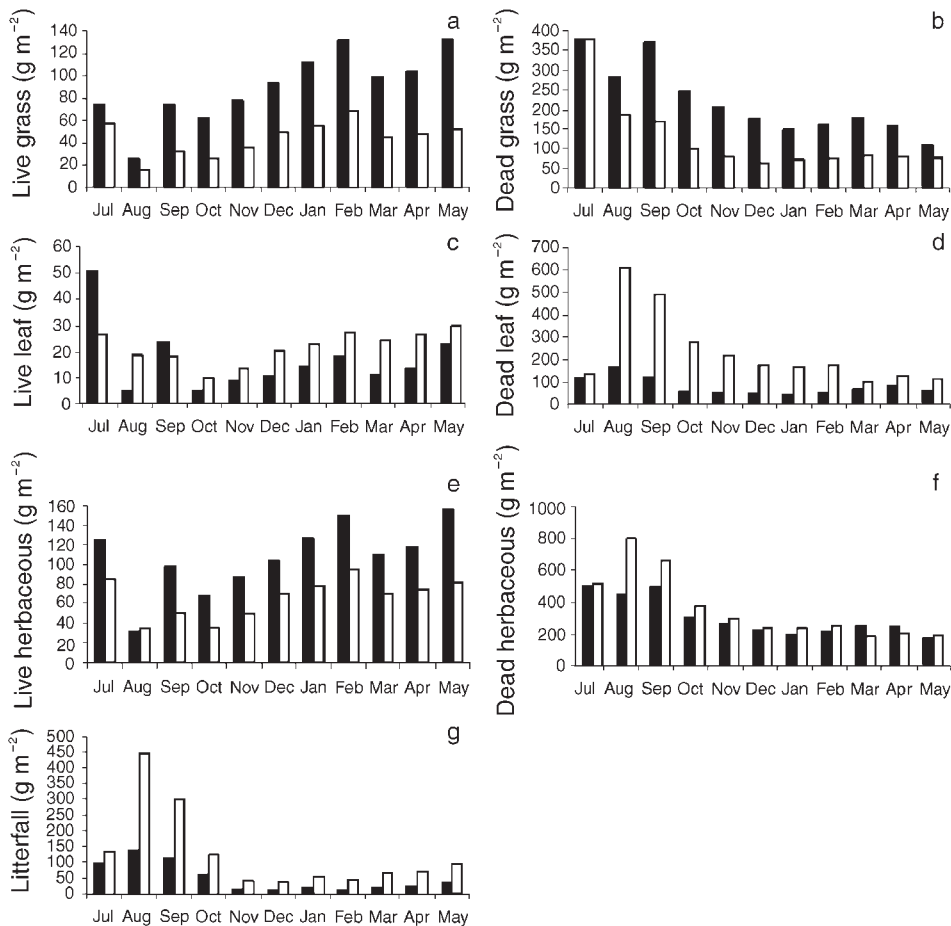 a
Live grass (g m⁻²)
140
120
100
80
60
40
20
0
Jul Aug Sep Oct Nov Dec Jan Feb Mar Apr May
b
Dead grass (g m⁻²)
400
350
300
250
200
150
100
50
0
Jul Aug Sep Oct Nov Dec Jan Feb Mar Apr May
c
Live leaf (g m⁻²)
60
50
40
30
20
10
0
Jul Aug Sep Oct Nov Dec Jan Feb Mar Apr May
d
Dead leaf (g m⁻²)
700
600
500
400
300
200
100
0
Jul Aug Sep Oct Nov Dec Jan Feb Mar Apr May
e
Live herbaceous (g m⁻²)
160
140
120
100
80
60
40
20
0
Jul Aug Sep Oct Nov Dec Jan Feb Mar Apr May
f
Dead herbaceous (g m⁻²)
1000
800
600
400
200
0
Jul Aug Sep Oct Nov Dec Jan Feb Mar Apr May
g
Litterfall (g m⁻²)
500
450
400
350
300
250
200
150
100
50
0
Jul Aug Sep Oct Nov Dec Jan Feb Mar Apr May